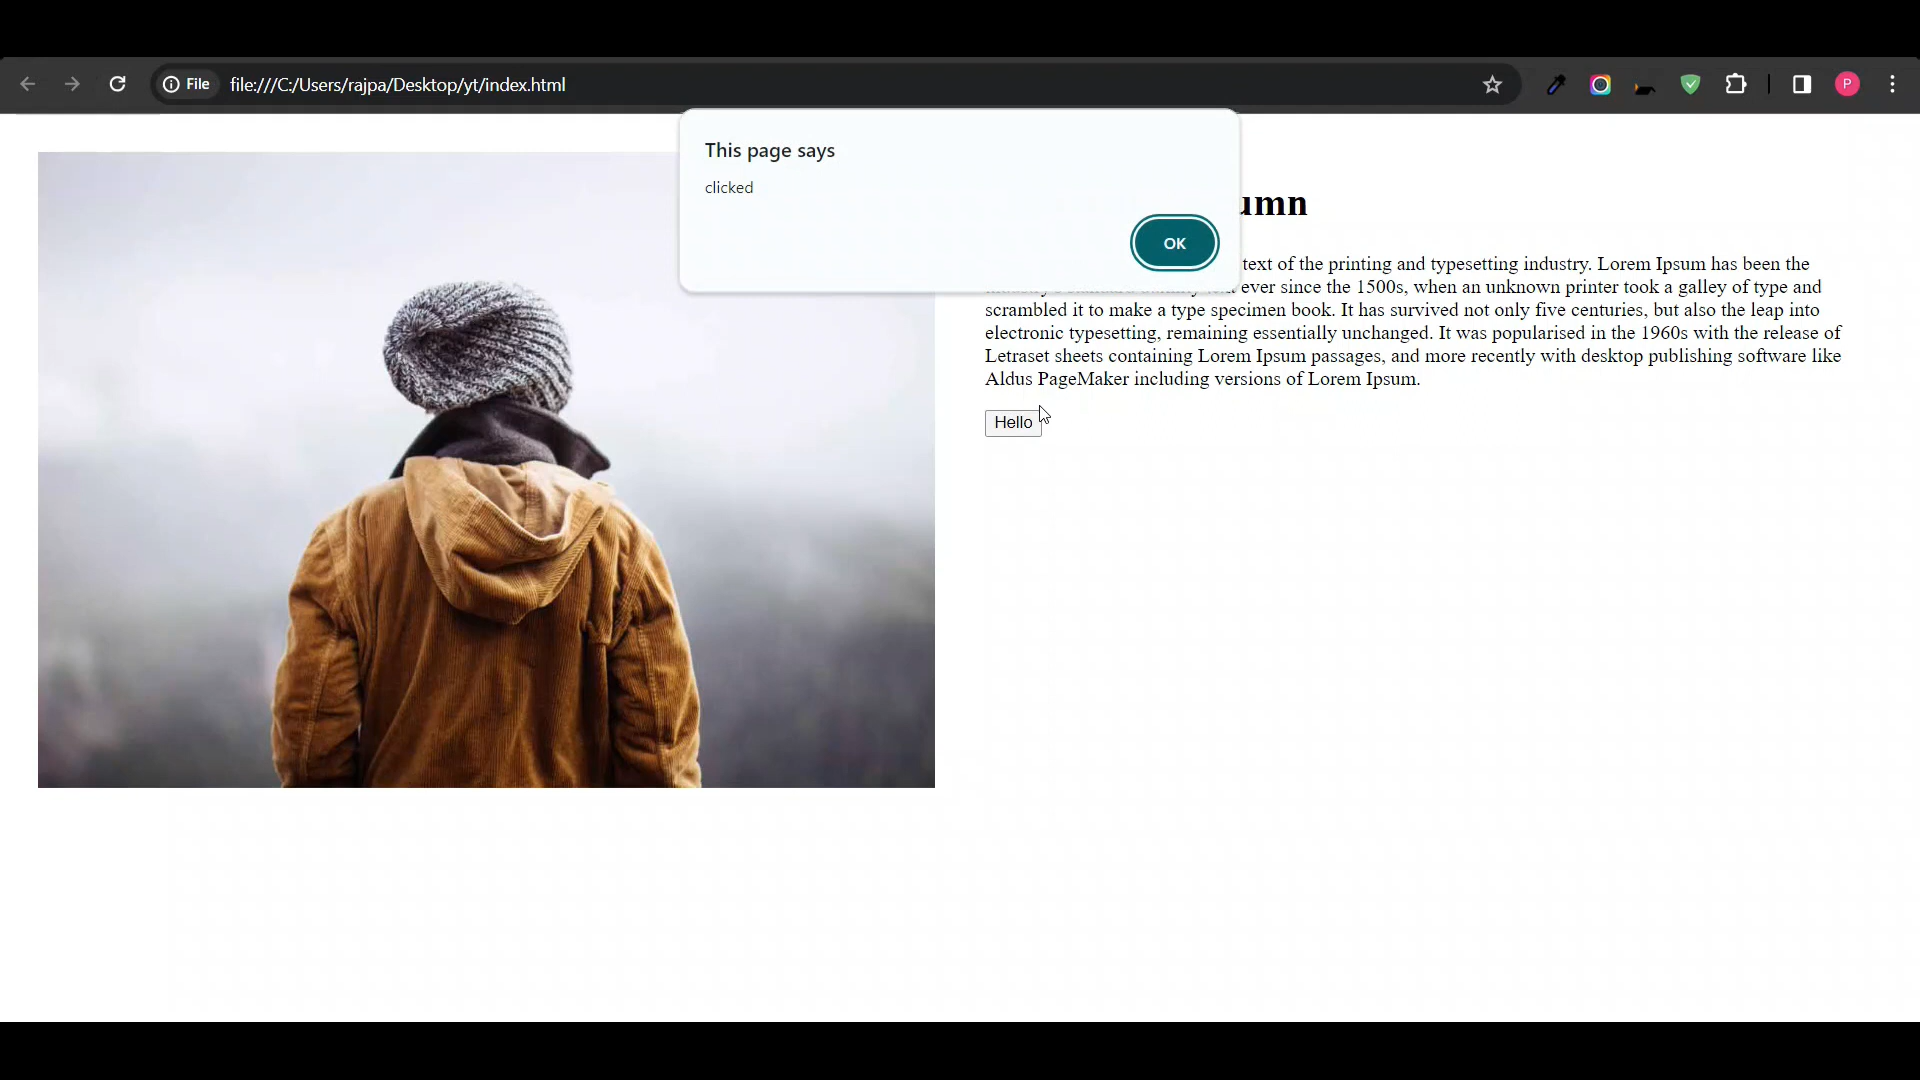 File file:///C:/Users/rajpa/Desktop/yt/index.html
P
This page says
clicked
OK
text of the printing and typesetting industry. Lorem Ipsum has been the
ever since the 1500s, when an unknown printer took a galley of type and
scrambled it to make a type specimen book. It has survived not only five centuries, but also the leap into
electronic typesetting, remaining essentially unchanged. It was popularised in the 1960s with the release of
Letraset sheets containing Lorem Ipsum passages, and more recently with desktop publishing software like
Aldus PageMaker including versions of Lorem Ipsum.
Hello